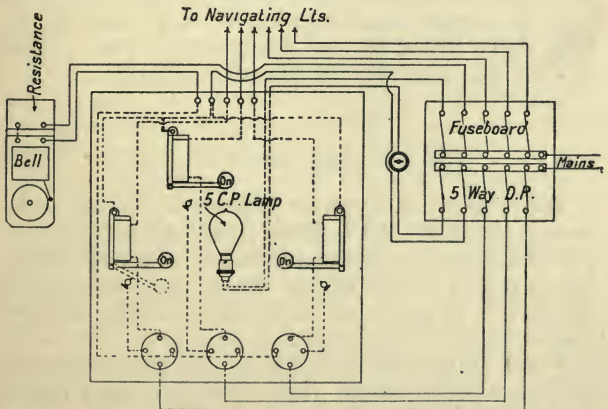 To Navigating Lts.
Resistance
Bell
On
5 C.P. Lamp
On
On
Fuseboard
Mains.
5 Way D.P.